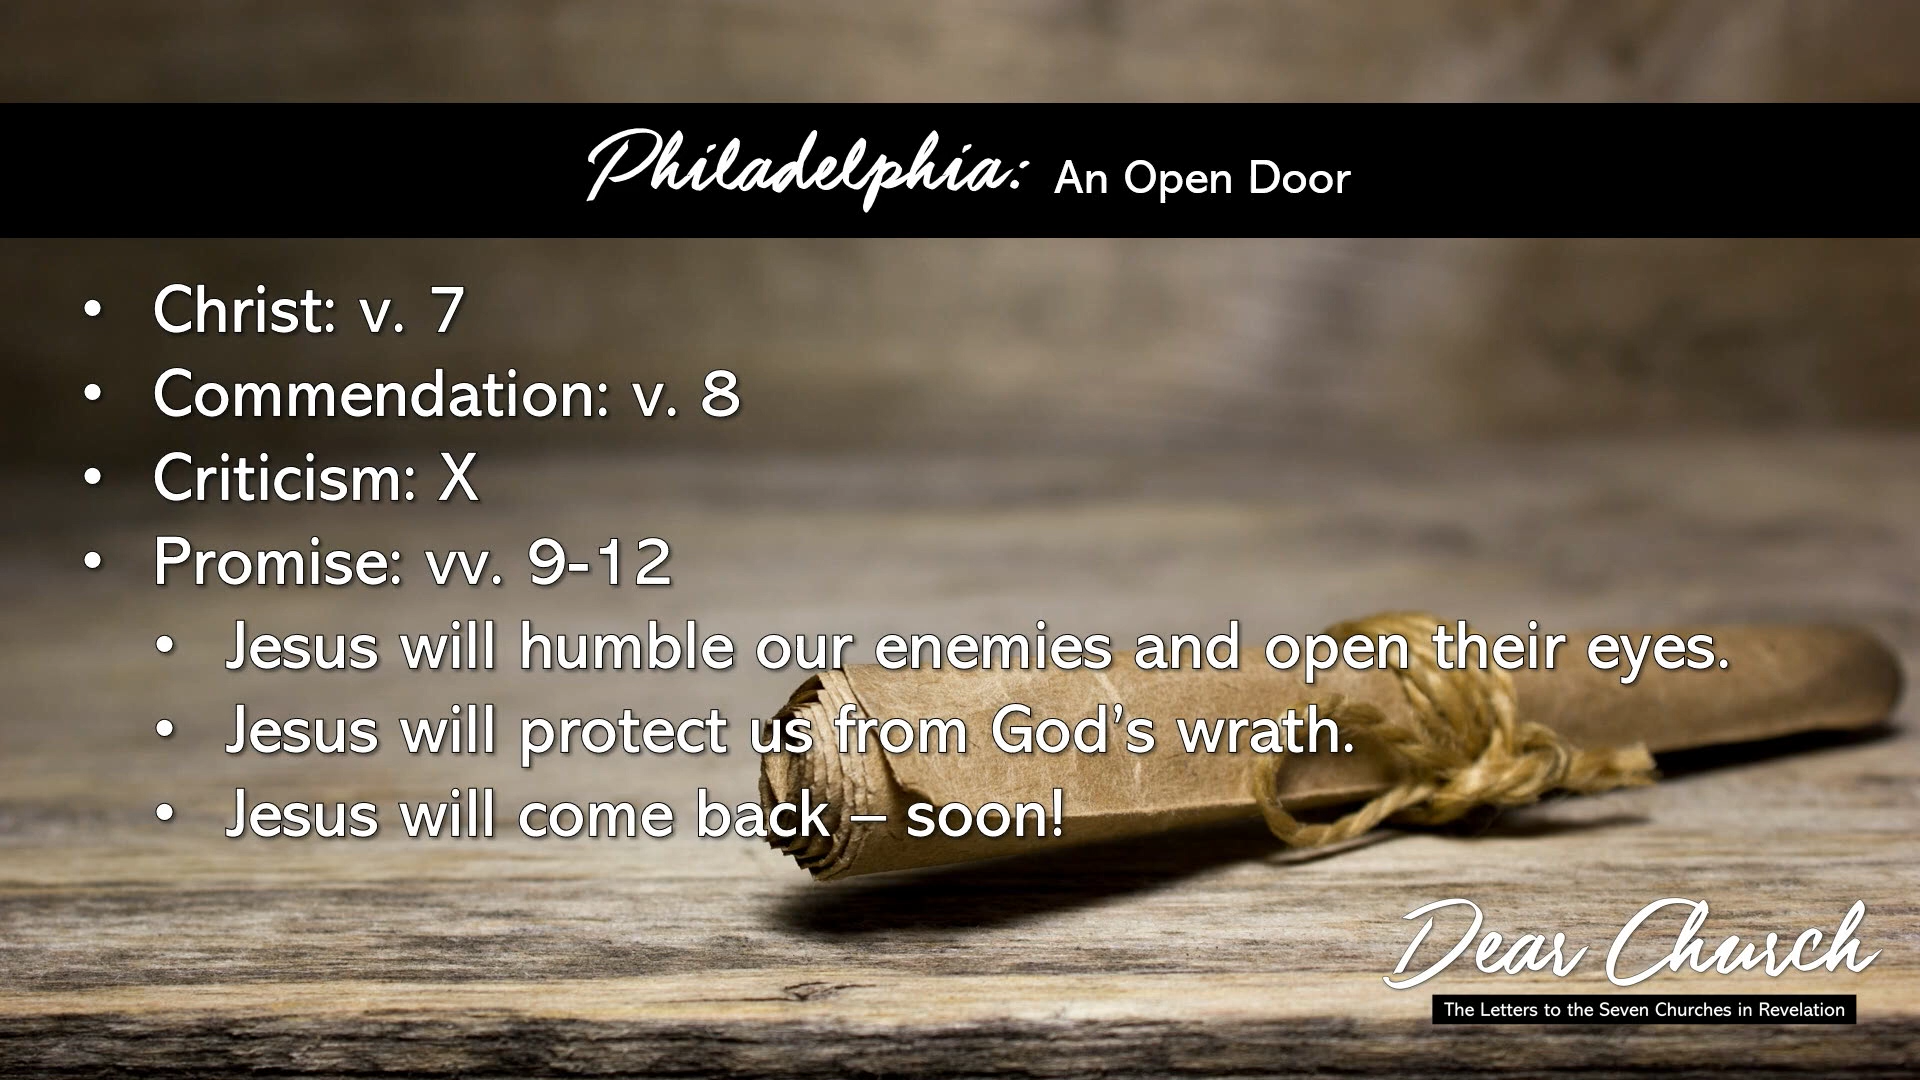 Philadelphia: An Open Door
• Christ: v. 7
• Commendation: v. 8
• Criticism: X
• Promise: vv. 9-12
• Jesus will humble our enemies and open their eyes.
• Jesus will protect us from God’s wrath.
• Jesus will come back – soon!
Dear Church
The Letters to the Seven Churches in Revelation